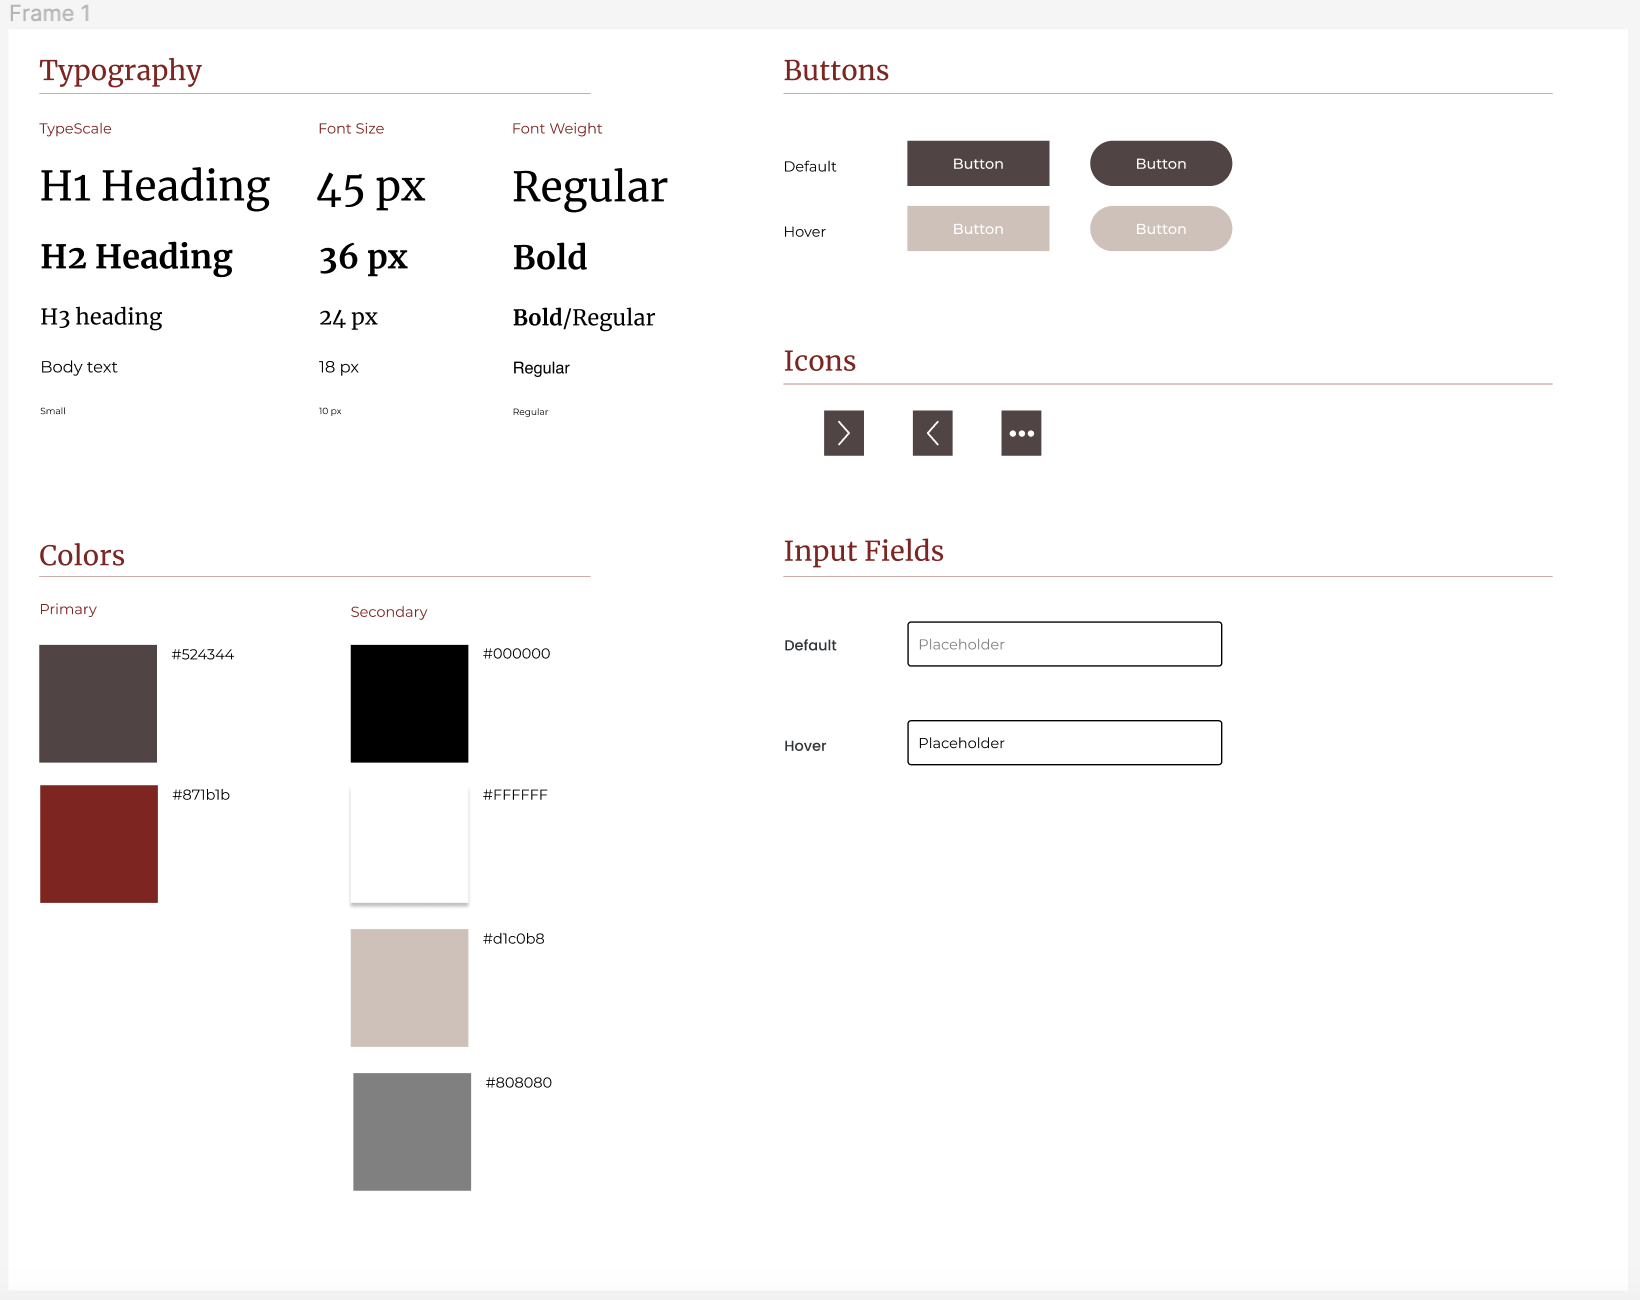 Frame 1
Typography
TypeScale Font Size Font Weight
H1 Heading 45 px Regular
H2 Heading 36 px Bold
H3 heading 24 px Bold/Regular
Body text 18 px Regular
Small 10 px Regular
Colors
Primary Secondary
#524344 #000000
#871b1b #FFFFFF
#d1c0b8
#808080
Buttons
Default Button Button
Hover Button Button
Icons
Input Fields
Default Placeholder
Hover Placeholder